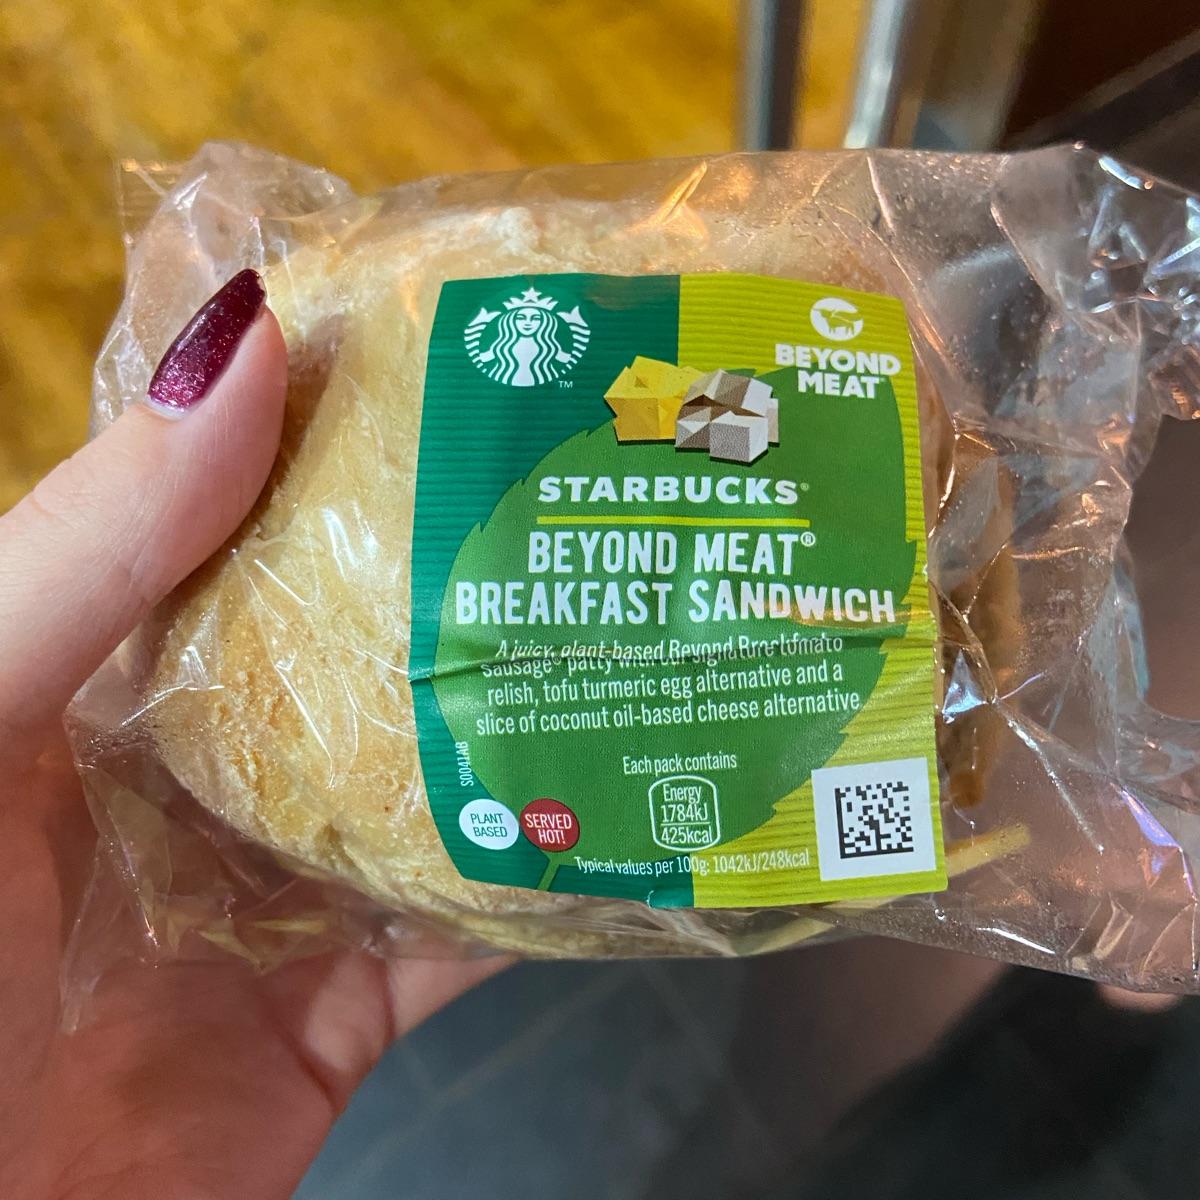 BEYOND
MEAT®
™
STARBUCKS®
BEYOND MEAT®
BREAKFAST SANDWICH
A juicy, plant-based Beyond tomato
Sausage® patty with
relish, tofu turmeric egg alternative and a
slice of coconut oil-based cheese alternative
S0041AB
Each pack contains
Energy
1784kJ
425kcal
PLANT
BASED
SERVED
HOT!
Typical values per 100g: 1042kJ/248kcal